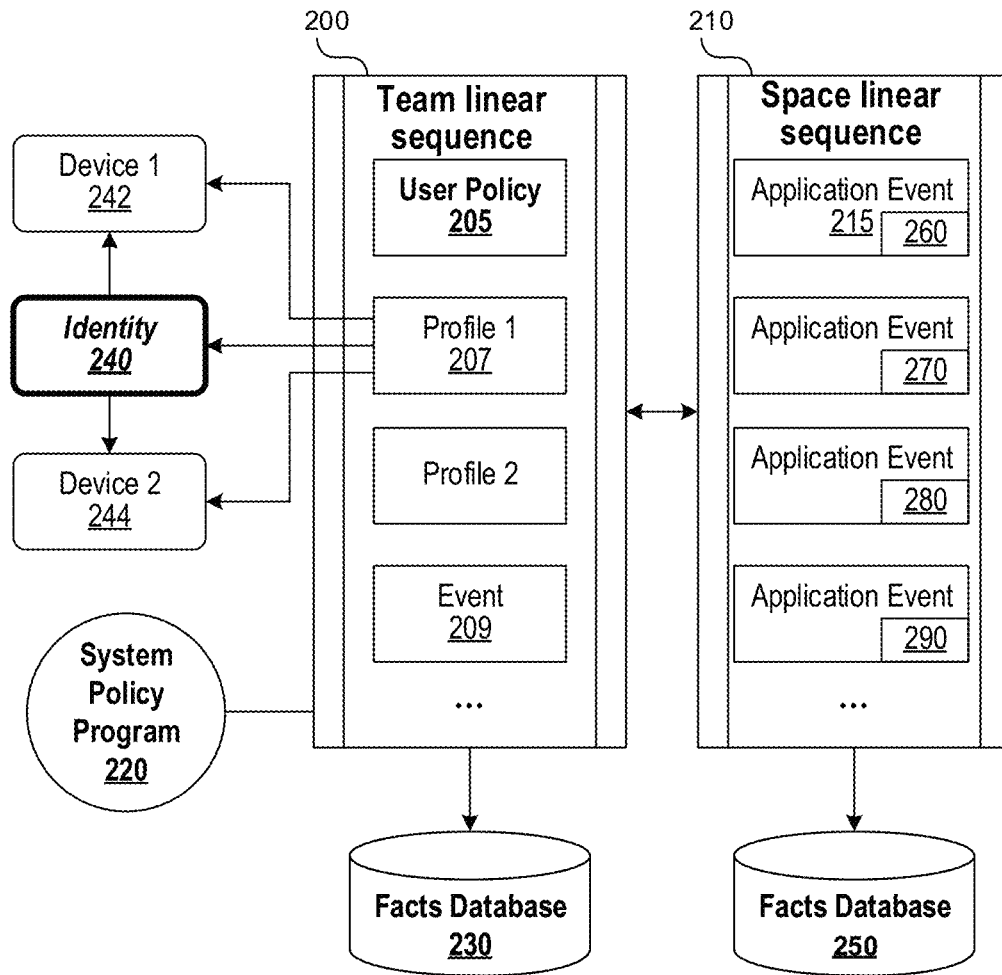 200
210
Team linear
sequence
Space linear
sequence
Device 1
242
Identity
240
Device 2
244
User Policy
205
Profile 1
207
Profile 2
Event
209
...
Application Event
215
260
Application Event
270
Application Event
280
Application Event
290
...
System
Policy
Program
220
Facts Database
230
Facts Database
250